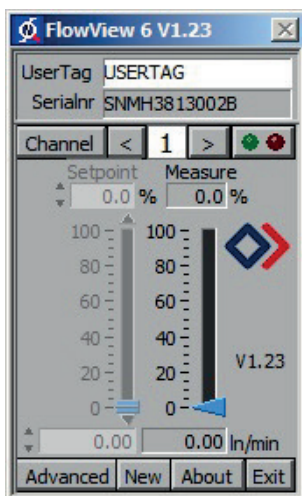 FlowView 6 V1.23
UserTag USERTAG
Serialnr SNMH3813002B
Channel < 1 >
Setpoint Measure
0.0 % 0.0 %
100 100
80 80
60 60
40 40
V1.23
20 20
0 0
0.00 0.00 ln/min
Advanced New About Exit